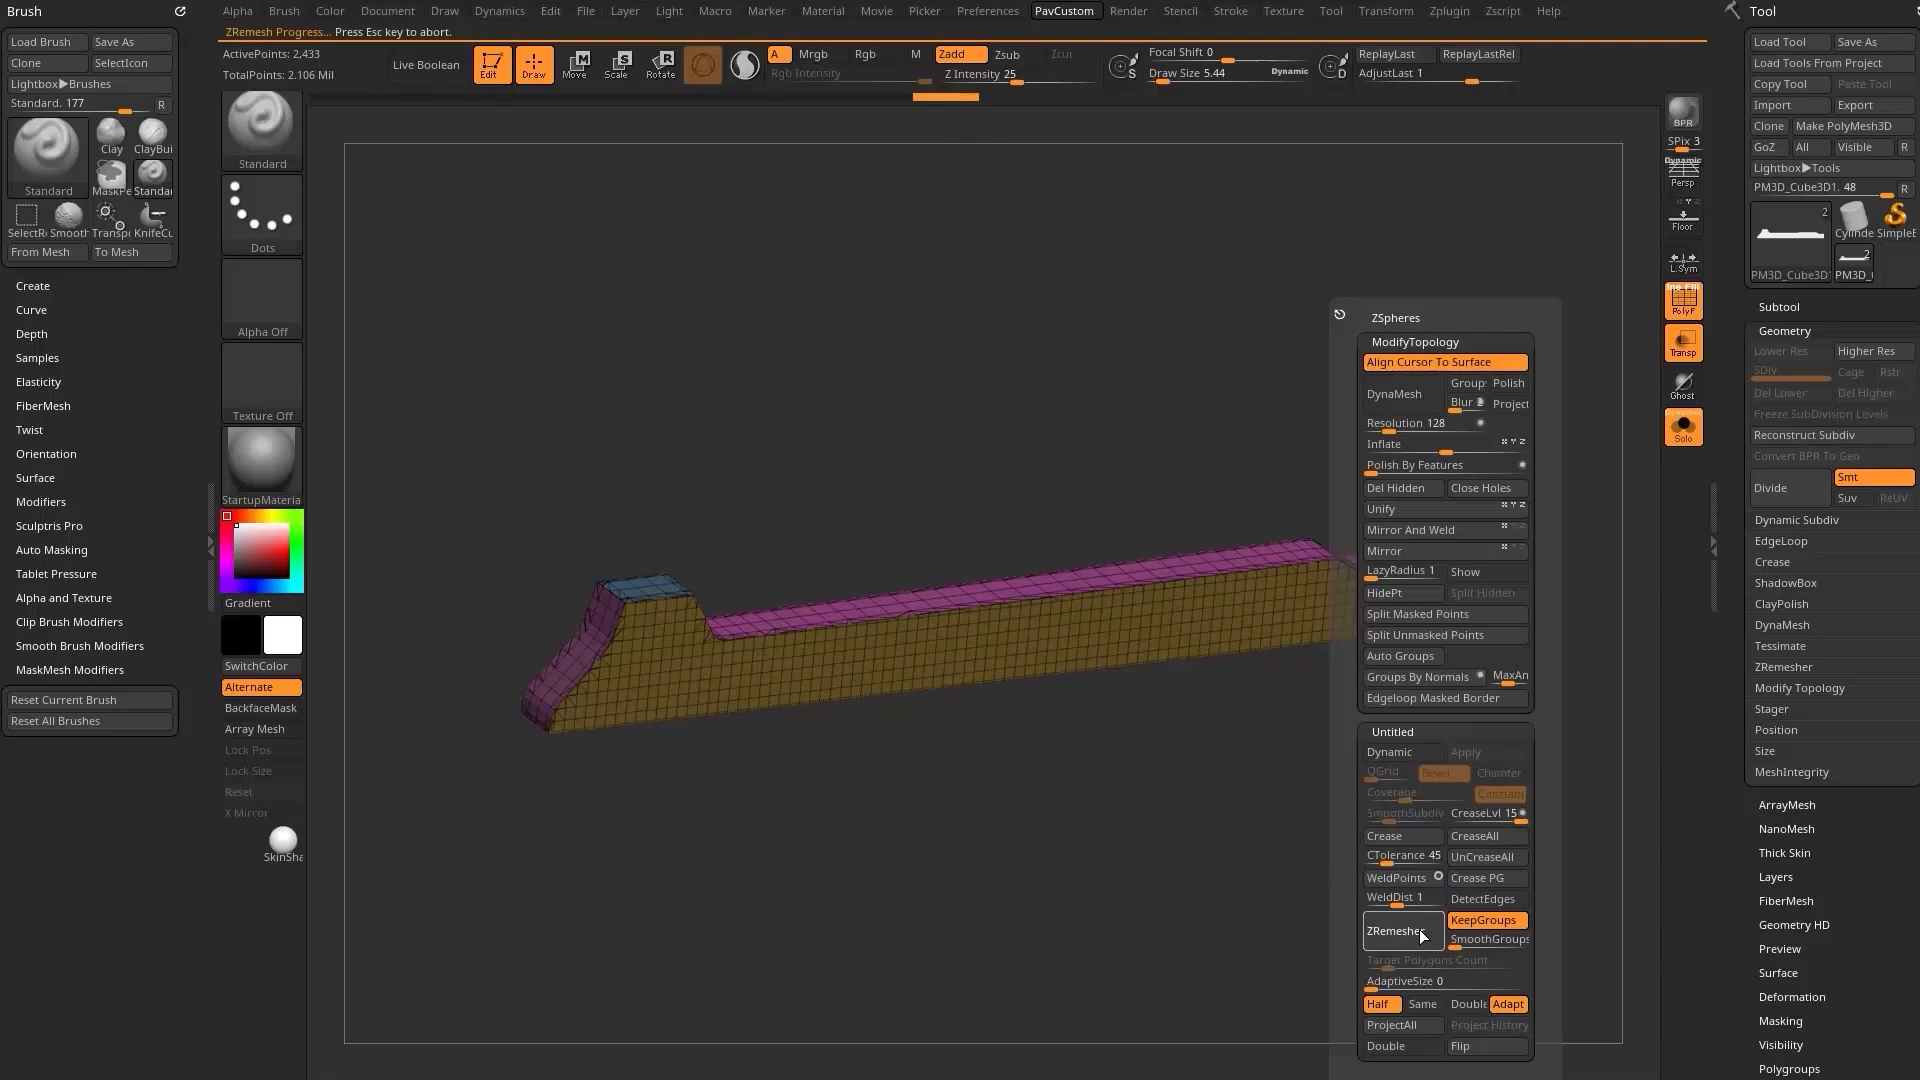 Brush
Load Brush Save As
Clone SelectIcon
Lightbox▶Brushes
Standard. 177 R
Standard Clay ClayBui
MaskPe Standar
SelectRe Smooth Transpo KnifeCu
From Mesh To Mesh
Create
Curve
Depth
Samples
Elasticity
FiberMesh
Twist
Orientation
Surface
Modifiers
Sculptris Pro
Auto Masking
Tablet Pressure
Alpha and Texture
Clip Brush Modifiers
Smooth Brush Modifiers
MaskMesh Modifiers
Reset Current Brush
Reset All Brushes
Alpha Brush Color Document Draw Dynamics Edit File Layer Light Macro Marker Material Movie Picker Preferences PavCustom Render Stencil Stroke Texture Tool Transform Zplugin Zscript Help
ZRemesh Progress... Press Esc key to abort.
ActivePoints: 2,433
TotalPoints: 2.106 Mil
Live Boolean
Edit Draw Move Scale Rotate
A Mrgb Rgb M Zadd Zsub Zcut
Rgb Intensity Z Intensity 25
Focal Shift 0
Draw Size 5.44 Dynamic
S D
ReplayLast ReplayLastRel
AdjustLast 1
Standard
Dots
Alpha Off
Texture Off
StartupMateria
Gradient
SwitchColor
Alternate
BackfaceMask
Array Mesh
Lock Pos
Lock Size
Reset
X Mirror
SkinSha
ZSpheres
ModifyTopology
Align Cursor To Surface
DynaMesh Group Polish
Blur 2 Project
Resolution 128
Inflate
Polish By Features
Del Hidden Close Holes
Unify
Mirror And Weld
Mirror
LazyRadius 1 Show
HidePt Split Hidden
Split Masked Points
Split Unmasked Points
Auto Groups
Groups By Normals MaxAn
Edgeloop Masked Border
Untitled
Dynamic Apply
QGrid Bevel Chamfer
Coverage Constant
SmoothSubdiv CreaseLvl 15
Crease CreaseAll
CTolerance 45 UnCreaseAll
WeldPoints Crease PG
WeldDist 1 DetectEdges
ZRemesher KeepGroups
SmoothGroups
Target Polygons Count
AdaptiveSize 0
Half Same Double Adapt
ProjectAll Project History
Double Flip
BPR
SPix 3
Dynamic
Persp
Floor
L.Sym
Line Fill
PolyF
Transp
Ghost
Dynamic
Solo
Tool
Load Tool Save As
Load Tools From Project
Copy Tool Paste Tool
Import Export
Clone Make PolyMesh3D
GoZ All Visible R
Lightbox▶Tools
PM3D_Cube3D1. 48 R
2
Cylinde SimpleB
2
PM3D_Cube3D PM3D_
Subtool
Geometry
Lower Res Higher Res
SDiv Cage Rstr
Del Lower Del Higher
Freeze SubDivision Levels
Reconstruct Subdiv
Convert BPR To Geo
Divide Smt
Suv ReUV
Dynamic Subdiv
EdgeLoop
Crease
ShadowBox
ClayPolish
DynaMesh
Tessimate
ZRemesher
Modify Topology
Stager
Position
Size
MeshIntegrity
ArrayMesh
NanoMesh
Thick Skin
Layers
FiberMesh
Geometry HD
Preview
Surface
Deformation
Masking
Visibility
Polygroups